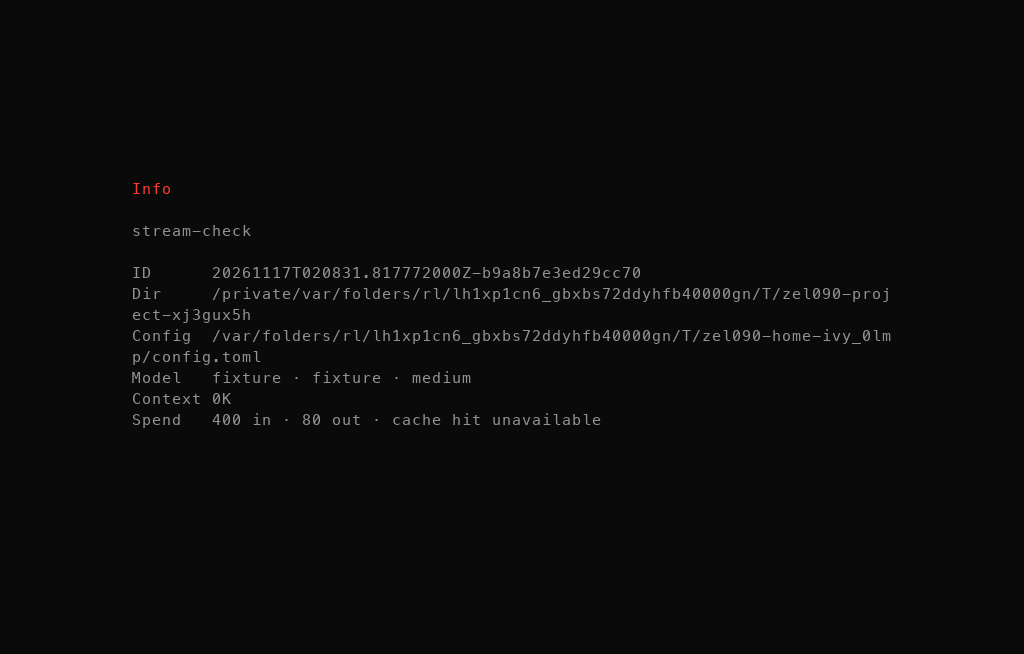 Info
stream-check
ID      20261117T020831.817772000Z-b9a8b7e3ed29cc70
Dir     /private/var/folders/rl/lh1xp1cn6_gbxbs72ddyhfb40000gn/T/zel090-proj
ect-xj3gux5h
Config  /var/folders/rl/lh1xp1cn6_gbxbs72ddyhfb40000gn/T/zel090-home-ivy_0lm
p/config.toml
Model   fixture · fixture · medium
Context 0K
Spend   400 in · 80 out · cache hit unavailable